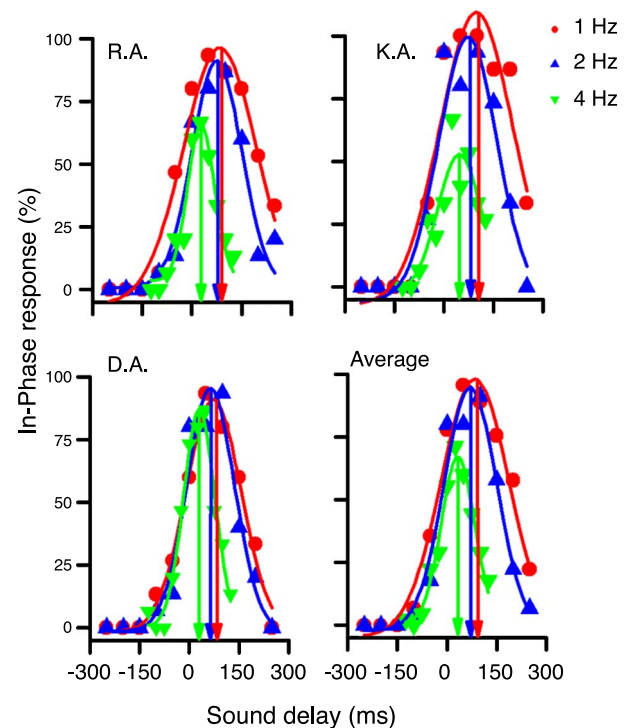 R.A.
K.A.
1 Hz
2 Hz
4 Hz
100
75
50
25
0
In-Phase response (%)
D.A.
Average
100
75
50
25
0
-300 -150 0 150 300
-300 -150 0 150 300
Sound delay (ms)